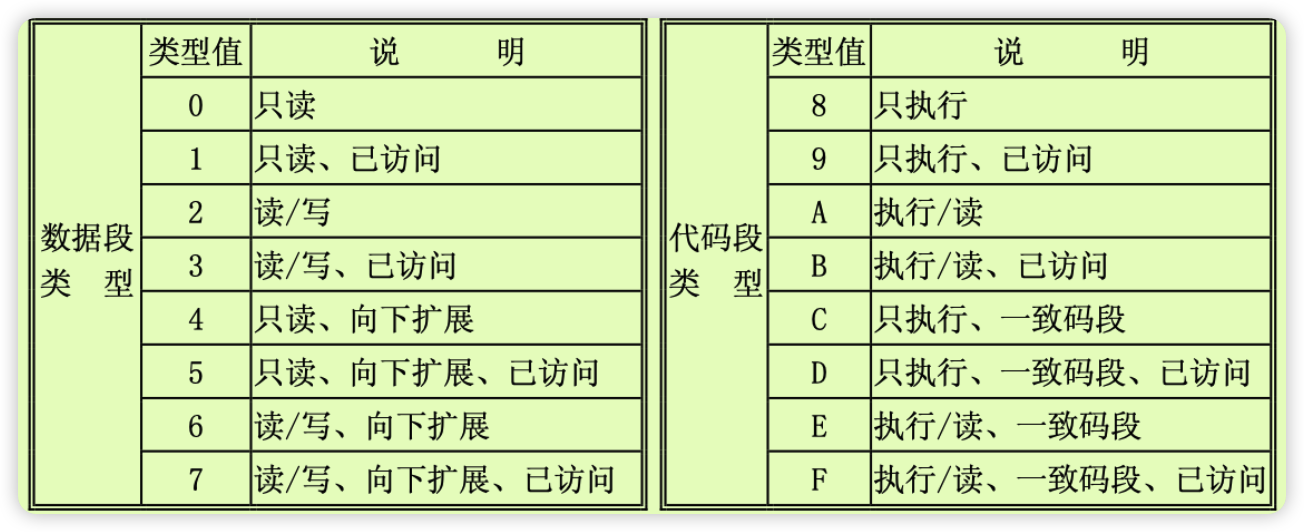 数据段
类 型
类型值 说 明
0 只读
1 只读、已访问
2 读/写
3 读/写、已访问
4 只读、向下扩展
5 只读、向下扩展、已访问
6 读/写、向下扩展
7 读/写、向下扩展、已访问
代码段
类 型
类型值 说 明
8 只执行
9 只执行、已访问
A 执行/读
B 执行/读、已访问
C 只执行、一致码段
D 只执行、一致码段、已访问
E 执行/读、一致码段
F 执行/读、一致码段、已访问